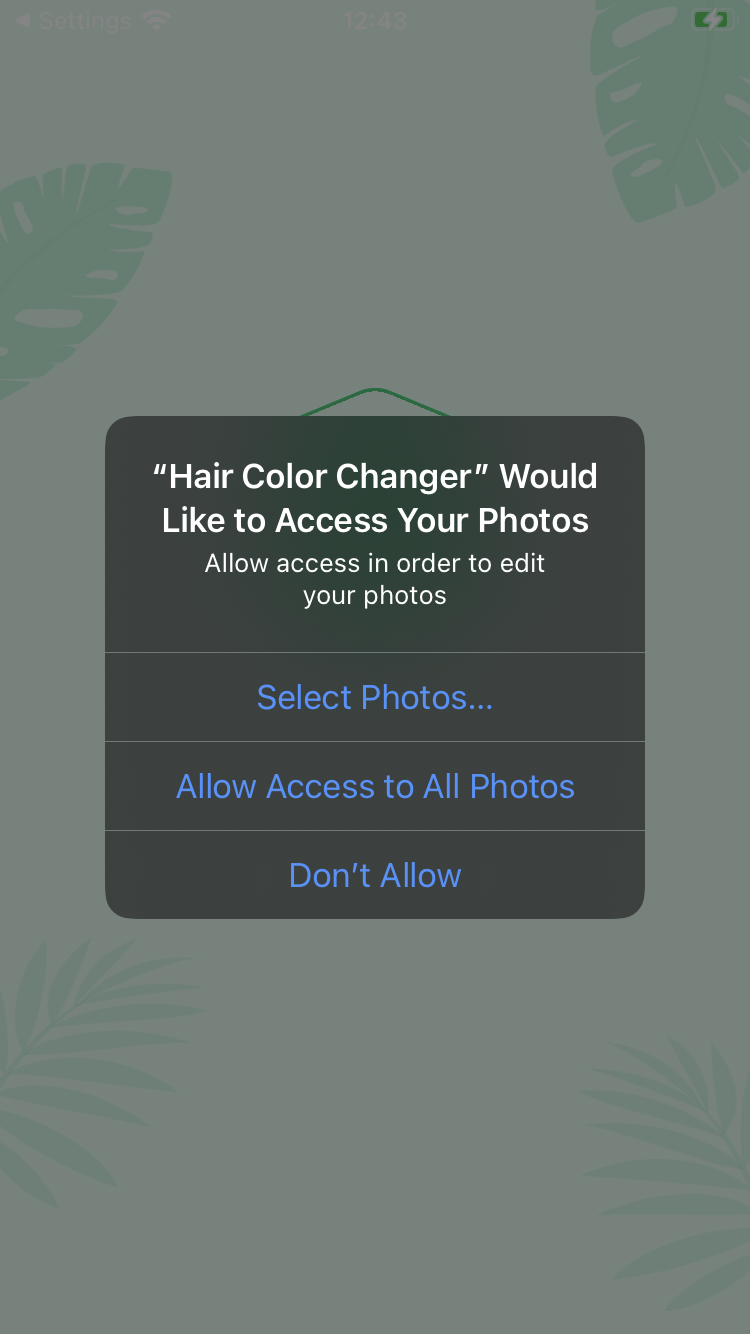 Settings 12:43
“Hair Color Changer” Would
Like to Access Your Photos
Allow access in order to edit
your photos
Select Photos...
Allow Access to All Photos
Don’t Allow